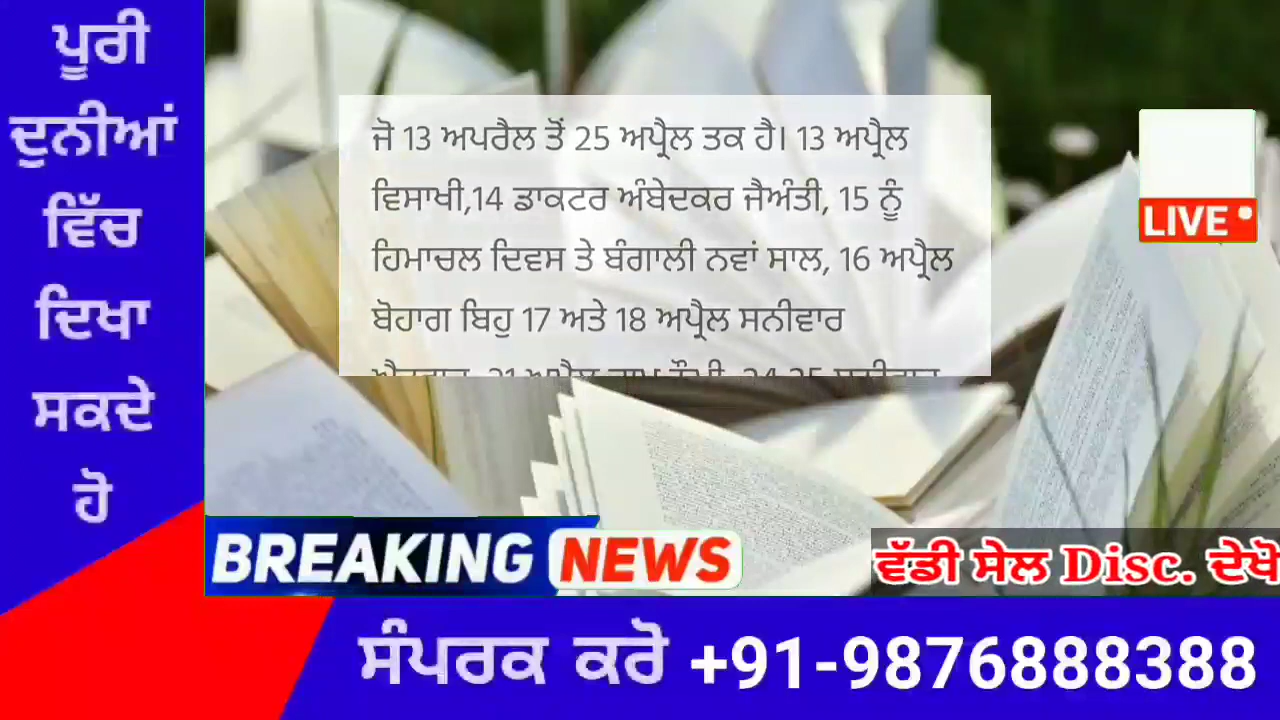 ਪੂਰੀ
ਦੁਨੀਆਂ
ਵਿੱਚ
ਦਿਖਾ
ਸਕਦੇ
ਹੋ
ਜੋ 13 ਅਪਰੈਲ ਤੋਂ 25 ਅਪ੍ਰੈਲ ਤਕ ਹੈ। 13 ਅਪ੍ਰੈਲ
ਵਿਸਾਖੀ,14 ਡਾਕਟਰ ਅੰਬੇਦਕਰ ਜੈਅੰਤੀ, 15 ਨੂੰ
ਹਿਮਾਚਲ ਦਿਵਸ ਤੇ ਬੰਗਾਲੀ ਨਵਾਂ ਸਾਲ, 16 ਅਪ੍ਰੈਲ
ਬੋਹਾਗ ਬਿਹੁ 17 ਅਤੇ 18 ਅਪ੍ਰੈਲ ਸਨੀਵਾਰ
LIVE
BREAKING NEWS
ਵੱਡੀ ਸੇਲ Disc. ਦੇਖੋ
ਸੰਪਰਕ ਕਰੋ +91-9876888388